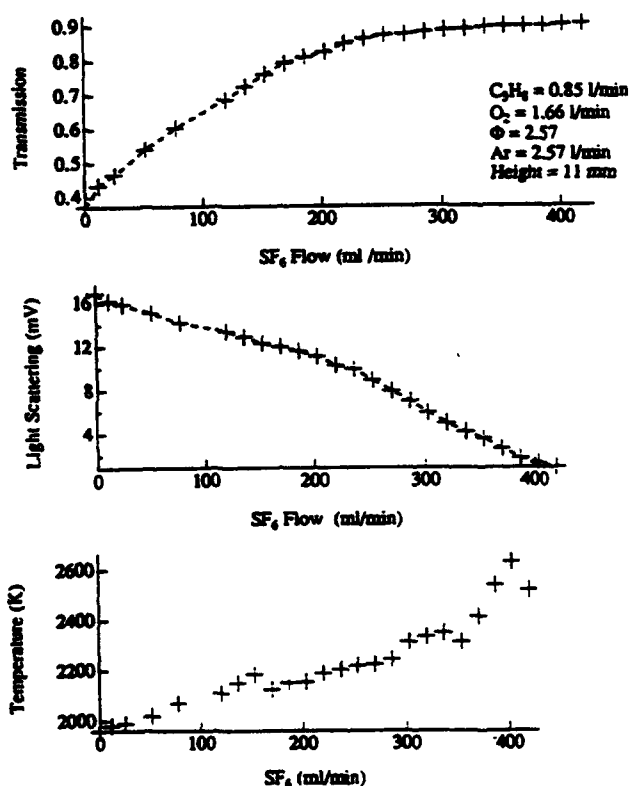 Transmission
0.9
0.8
0.7
0.6
0.5
0.4
0
100
200
300
400
SF₆ Flow (ml /min)
C₃H₈ = 0.85 l/min
O₂ = 1.66 l/min
Φ = 2.57
Ar = 2.57 l/min
Height = 11 mm
Light Scattering (mV)
16
12
8
4
0
100
200
300
400
SF₆ Flow (ml/min)
Temperature (K)
2600
2400
2200
2000
0
100
200
300
400
SF₆ (ml/min)